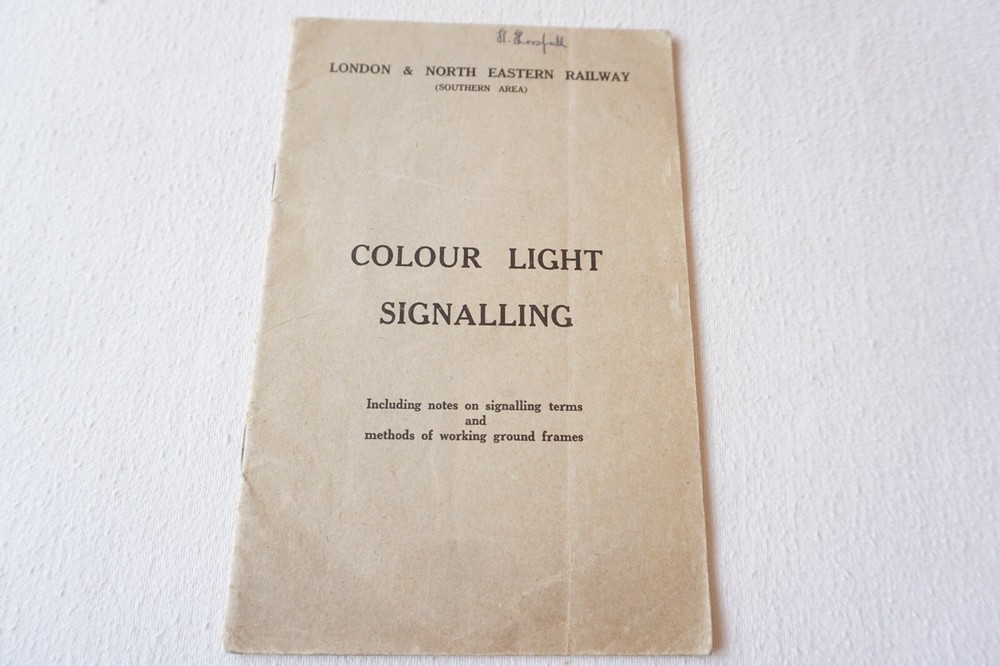 H. Horsfall
LONDON & NORTH EASTERN RAILWAY
(SOUTHERN AREA)
COLOUR LIGHT
SIGNALLING
Including notes on signalling terms
and
methods of working ground frames